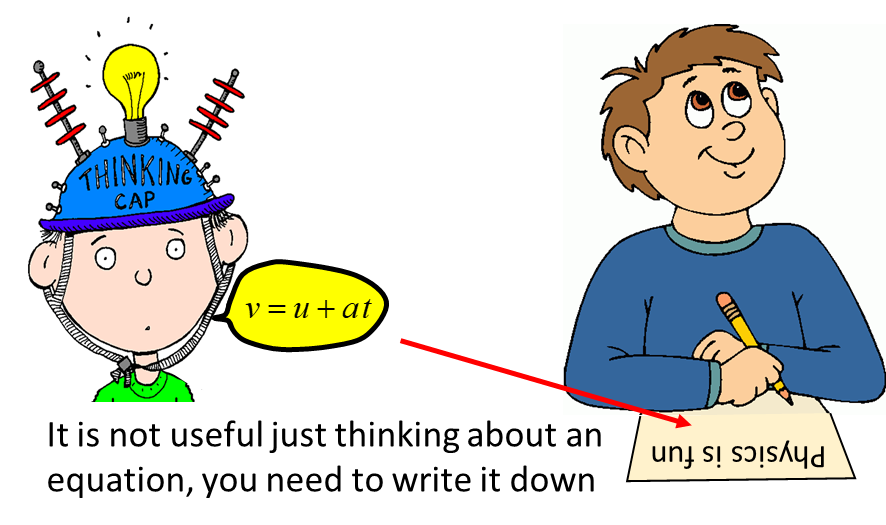 THINKING
CAP
v = u + at
It is not useful just thinking about an
equation, you need to write it down
Physics is fun